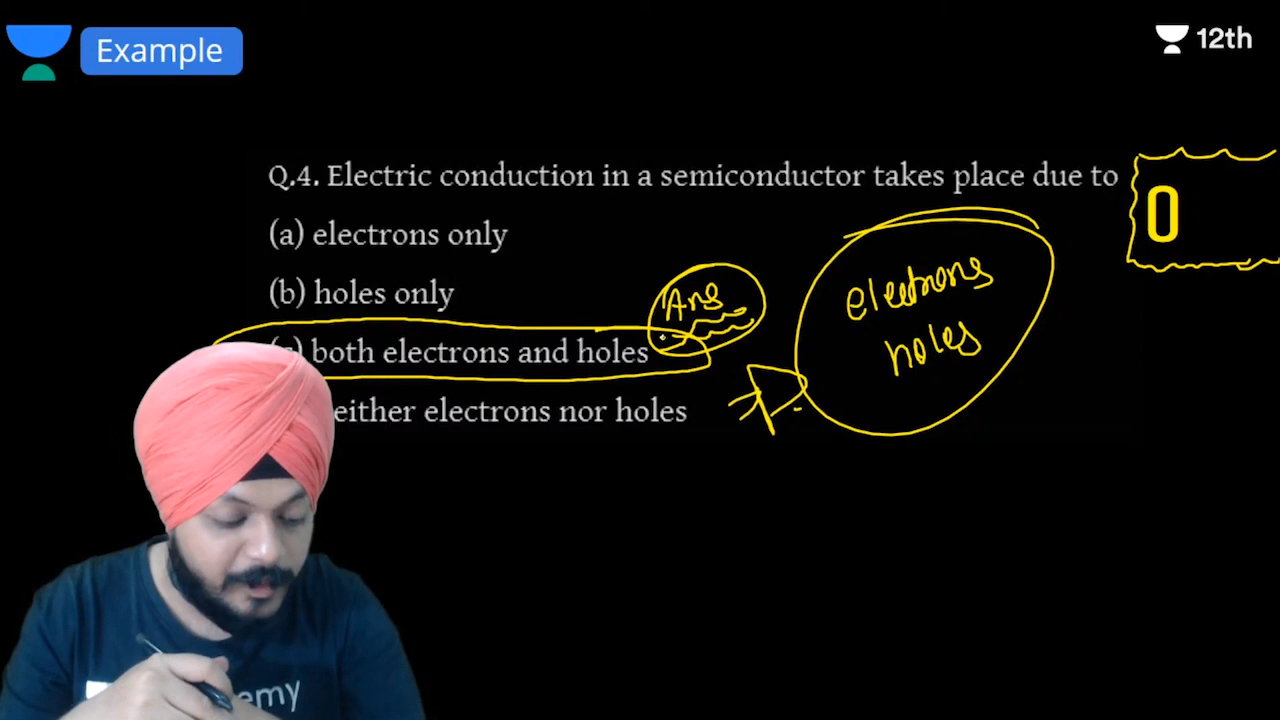 Example
12th
Q.4. Electric conduction in a semiconductor takes place due to
0
(a) electrons only
(b) holes only
Ans
electrons
holes
both electrons and holes
either electrons nor holes
emy